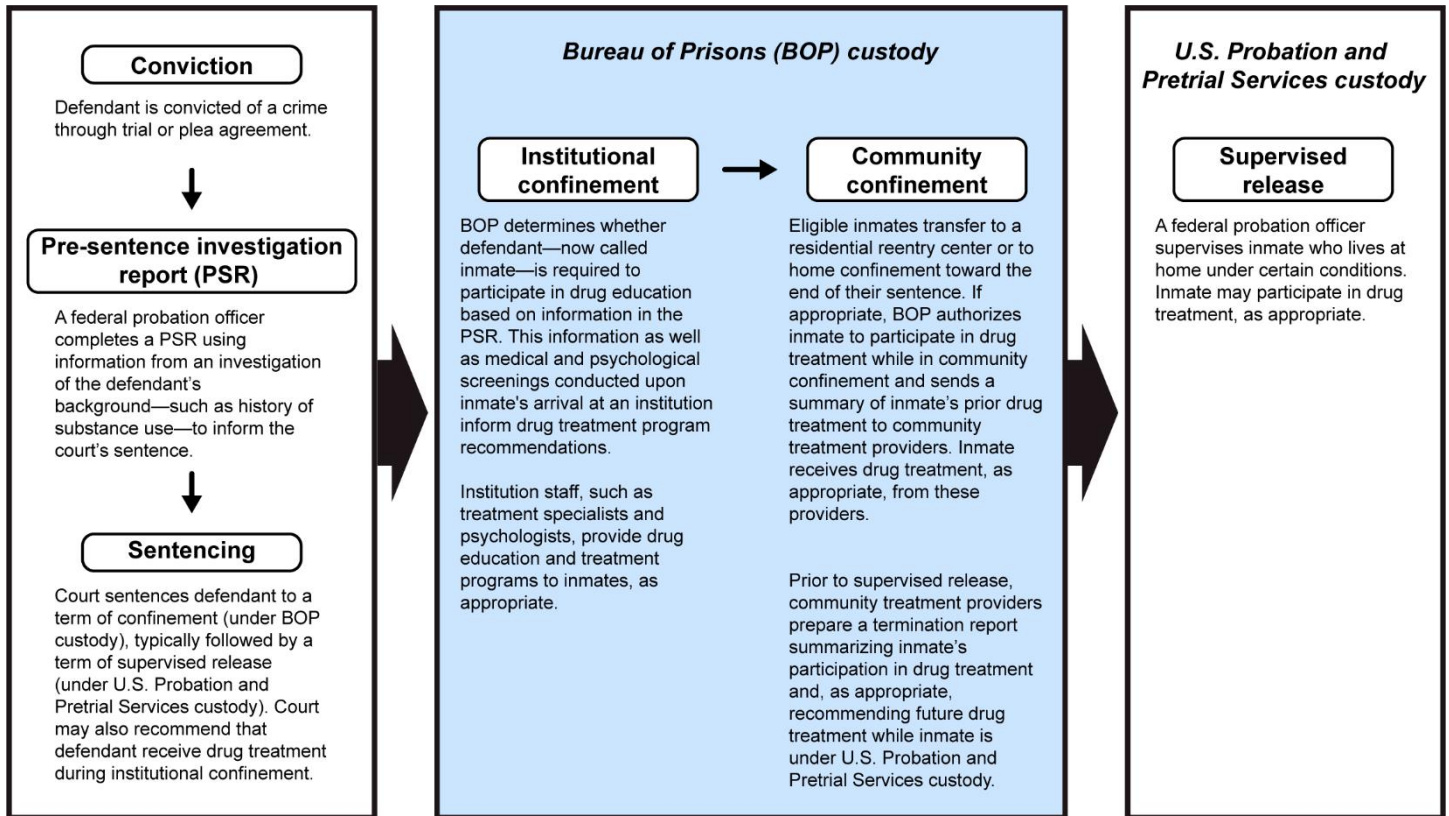 Conviction
Defendant is convicted of a crime
through trial or plea agreement.
Pre-sentence investigation
report (PSR)
A federal probation officer
completes a PSR using
information from an investigation
of the defendant's
background—such as history of
substance use—to inform the
court's sentence.
Sentencing
Court sentences defendant to a
term of confinement (under BOP
custody), typically followed by a
term of supervised release
(under U.S. Probation and
Pretrial Services custody). Court
may also recommend that
defendant receive drug treatment
during institutional confinement.
Bureau of Prisons (BOP) custody
Institutional
confinement
BOP determines whether
defendant—now called
inmate—is required to
participate in drug education
based on information in the
PSR. This information as well
as medical and psychological
screenings conducted upon
inmate's arrival at an institution
inform drug treatment program
recommendations.
Institution staff, such as
treatment specialists and
psychologists, provide drug
education and treatment
programs to inmates, as
appropriate.
Community
confinement
Eligible inmates transfer to a
residential reentry center or to
home confinement toward the
end of their sentence. If
appropriate, BOP authorizes
inmate to participate in drug
treatment while in community
confinement and sends a
summary of inmate's prior drug
treatment to community
treatment providers. Inmate
receives drug treatment, as
appropriate, from these
providers.
Prior to supervised release,
community treatment providers
prepare a termination report
summarizing inmate's
participation in drug treatment
and, as appropriate,
recommending future drug
treatment while inmate is
under U.S. Probation and
Pretrial Services custody.
U.S. Probation and
Pretrial Services custody
Supervised
release
A federal probation officer
supervises inmate who lives at
home under certain conditions.
Inmate may participate in drug
treatment, as appropriate.